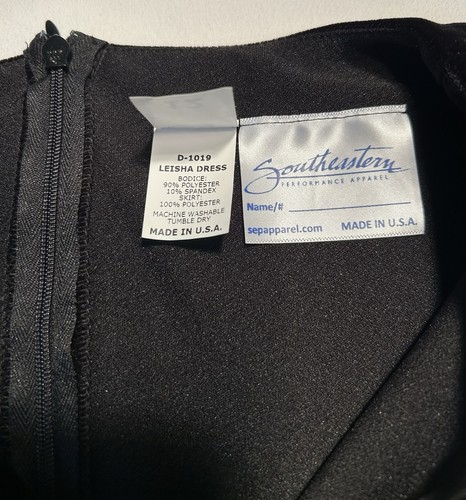 D-1019
LEISHA DRESS
BODICE:
90% POLYESTER
10% SPANDEX
SKIRT:
100% POLYESTER
MACHINE WASHABLE
TUMBLE DRY
MADE IN U.S.A.
Southeastern
PERFORMANCE APPAREL
Name/#
sepapparel.com MADE IN U.S.A.